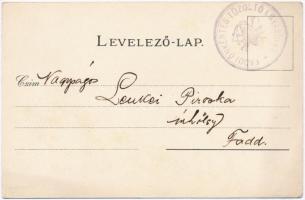 LEVELEZŐ-LAP.
Czím Nagyságos
Lenkei Piroska
úrhölgy
Fadd.